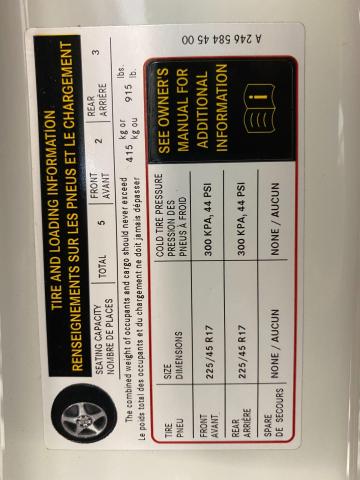 TIRE AND LOADING INFORMATION
RENSEIGNEMENTS SUR LES PNEUS ET LE CHARGEMENT
SEATING CAPACITY
NOMBRE DE PLACES
TOTAL 5
FRONT
AVANT 2
REAR
ARRIÈRE 3
The combined weight of occupants and cargo should never exceed 415 kg or 915 lbs.
Le poids total des occupants et du chargement ne doit jamais dépasser 415 kg ou 915 lb.
TIRE
PNEU
SIZE
DIMENSIONS
COLD TIRE PRESSURE
PRESSION DES
PNEUS À FROID
SEE OWNER'S
MANUAL FOR
ADDITIONAL
INFORMATION
FRONT
AVANT
225/45 R17
300 KPA, 44 PSI
REAR
ARRIÈRE
225/45 R17
300 KPA, 44 PSI
SPARE
DE SECOURS
NONE / AUCUN
NONE / AUCUN
A 246 584 45 00